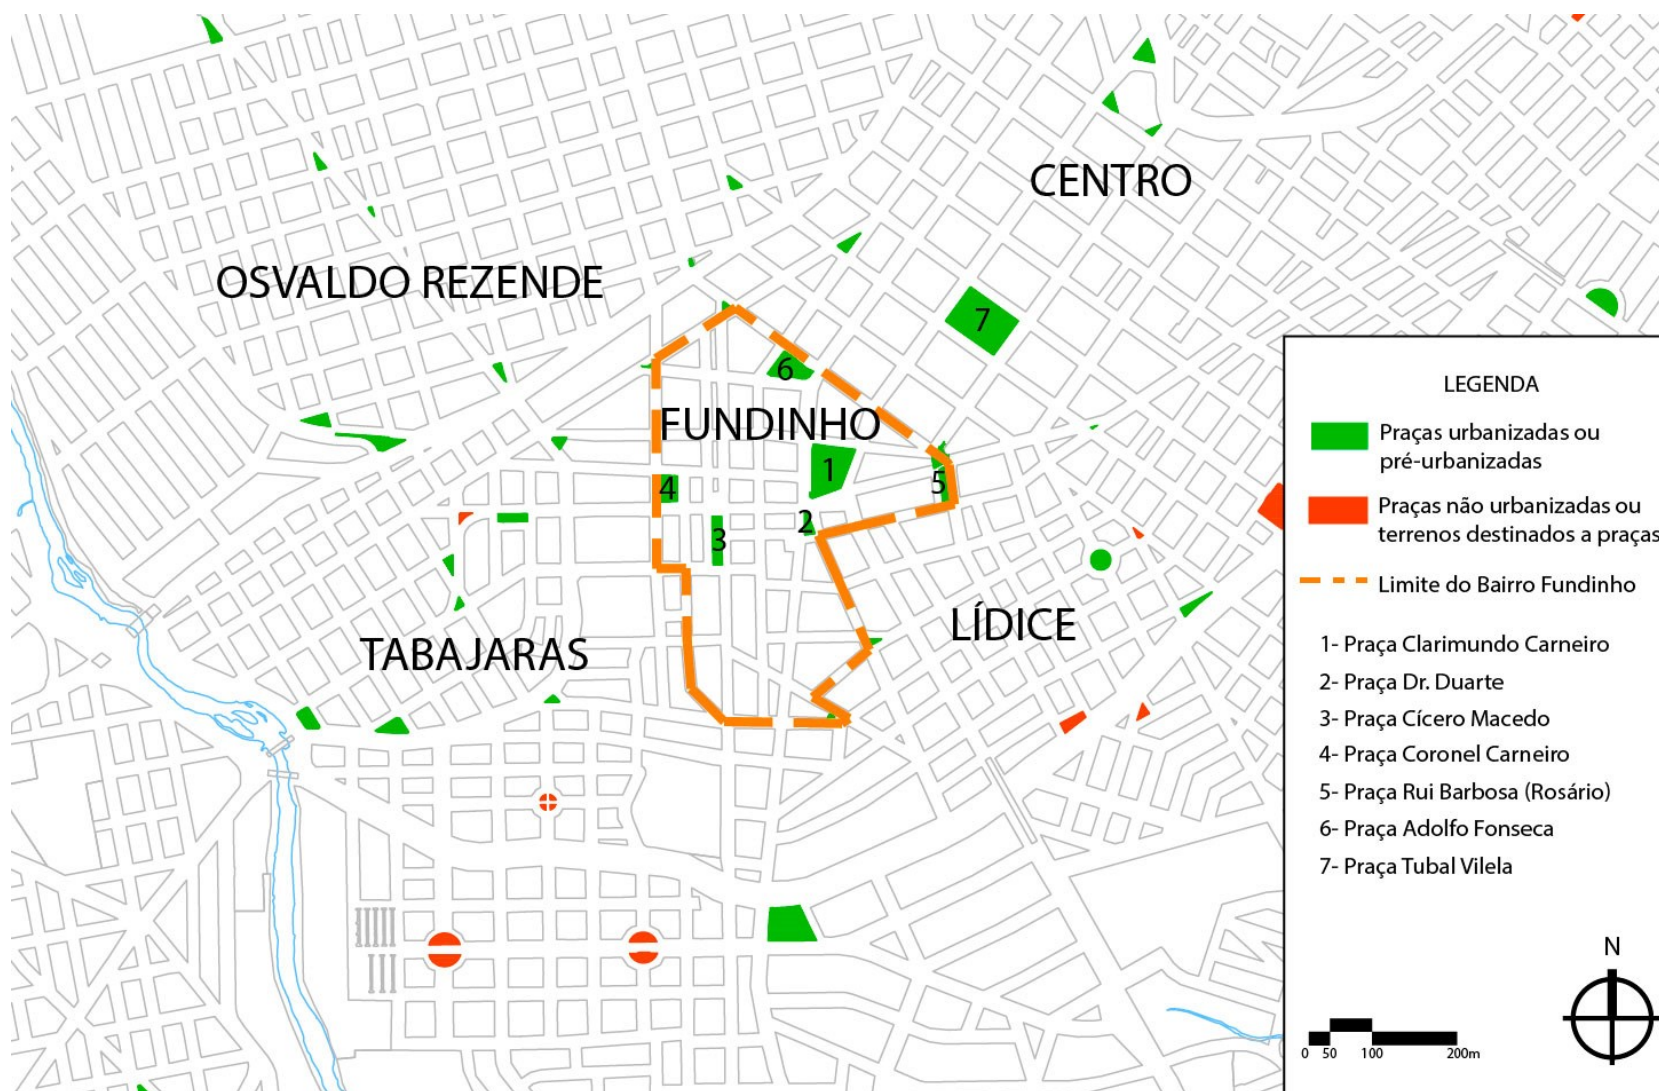 CENTRO
OSVALDO REZENDE
7
6
FUNDINHO
1
4
5
2
3
LÍDICE
TABAJARAS
LEGENDA
Praças urbanizadas ou
pré-urbanizadas
Praças não urbanizadas ou
terrenos destinados a praças
Limite do Bairro Fundinho
1- Praça Clarimundo Carneiro
2- Praça Dr. Duarte
3- Praça Cícero Macedo
4- Praça Coronel Carneiro
5- Praça Rui Barbosa (Rosário)
6- Praça Adolfo Fonseca
7- Praça Tubal Vilela
N
0 50 100 200m